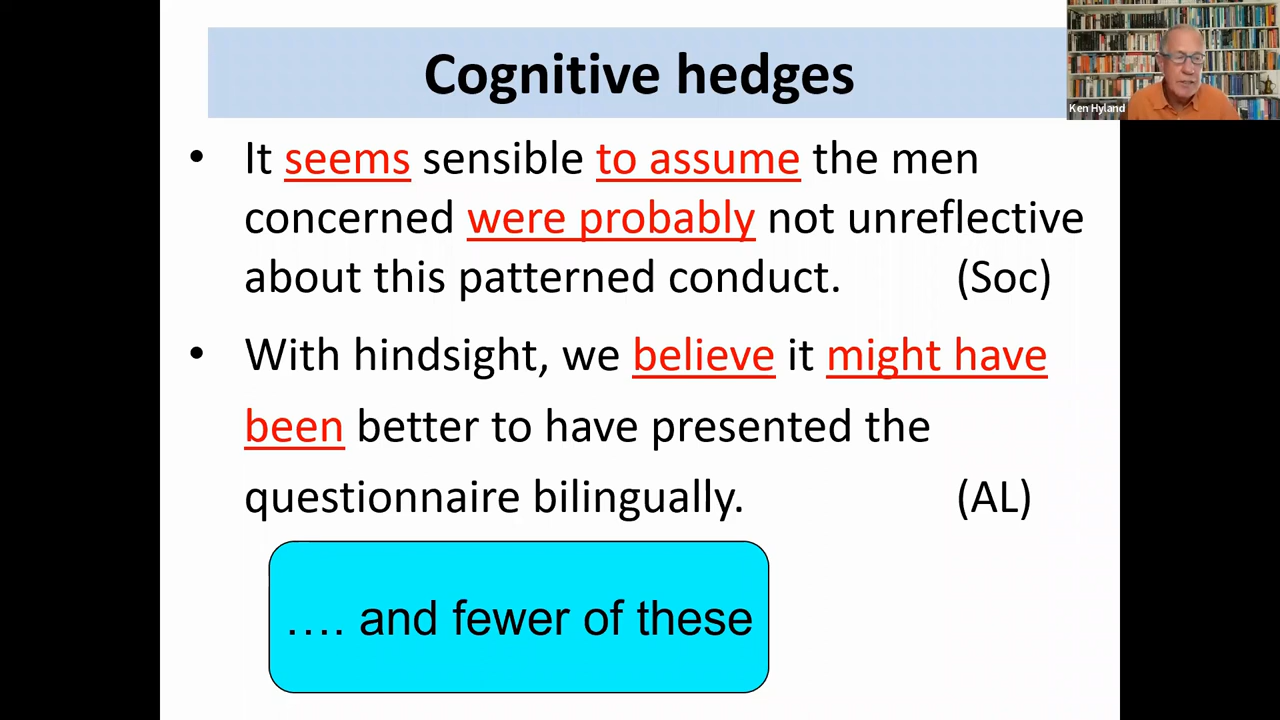 Cognitive hedges
Ken Hyland
• It seems sensible to assume the men
concerned were probably not unreflective
about this patterned conduct. (Soc)
• With hindsight, we believe it might have
been better to have presented the
questionnaire bilingually. (AL)
…. and fewer of these